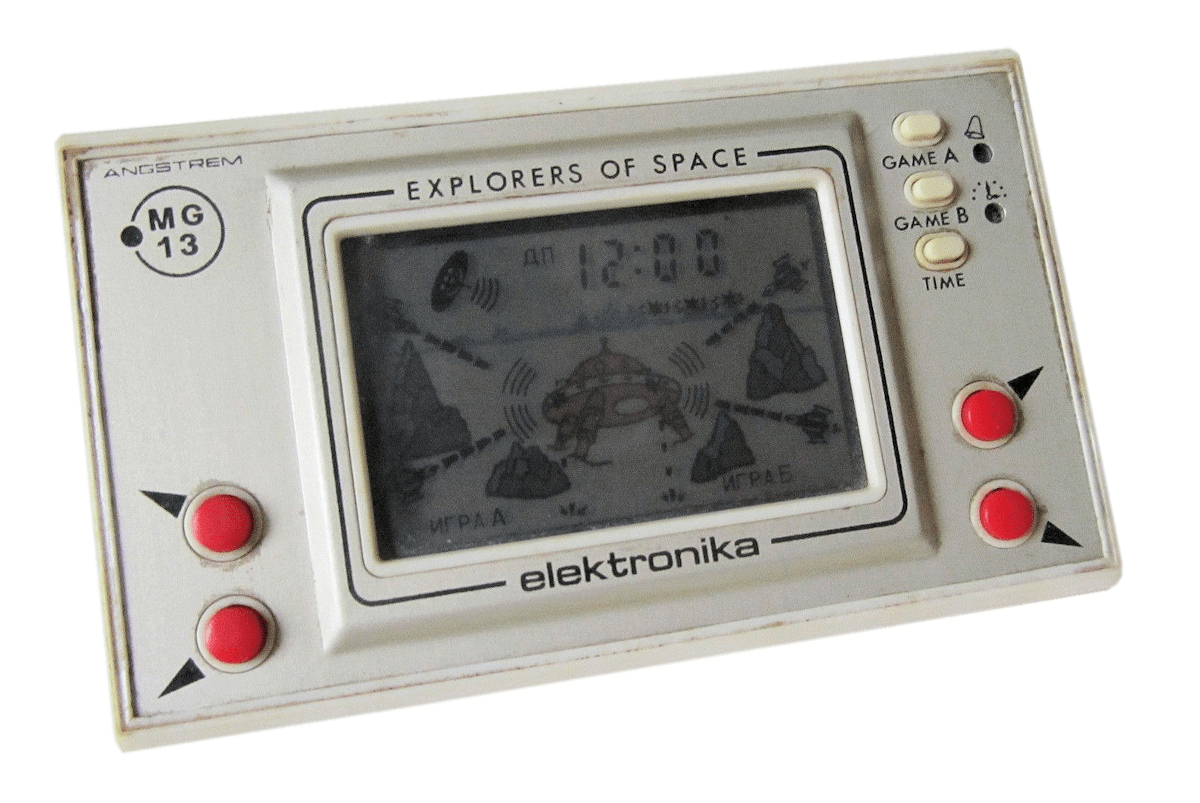 ANGSTREM
MG
13
EXPLORERS OF SPACE
GAME A
GAME B
TIME
ДП 12:00
ИГРА А
ИГРА Б
elektronika